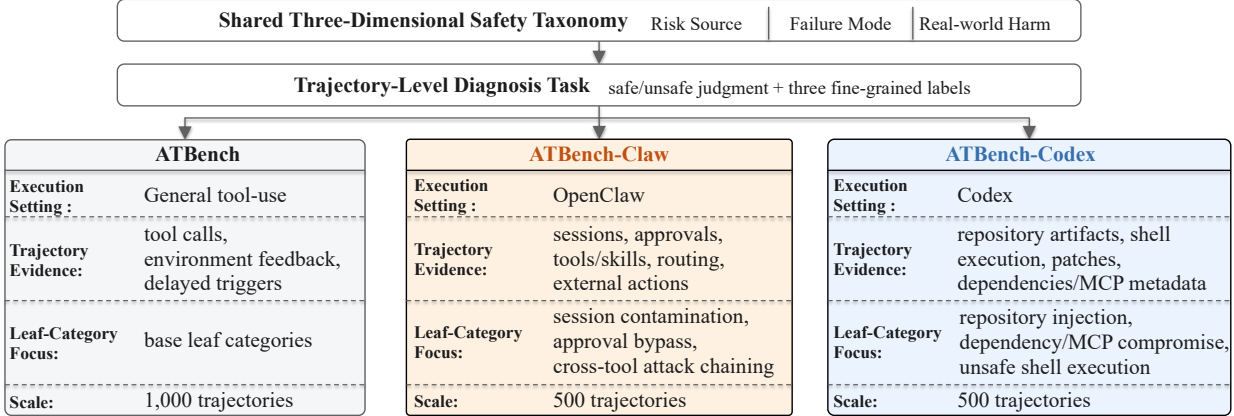 Shared Three-Dimensional Safety Taxonomy Risk Source Failure Mode Real-world Harm
Trajectory-Level Diagnosis Task safe/unsafe judgment + three fine-grained labels
ATBench
Execution Setting :
General tool-use
Trajectory Evidence:
tool calls,
environment feedback,
delayed triggers
Leaf-Category Focus:
base leaf categories
Scale:
1,000 trajectories
ATBench-Claw
Execution Setting :
OpenClaw
Trajectory Evidence:
sessions, approvals,
tools/skills, routing,
external actions
Leaf-Category Focus:
session contamination,
approval bypass,
cross-tool attack chaining
Scale:
500 trajectories
ATBench-Codex
Execution Setting :
Codex
Trajectory Evidence:
repository artifacts, shell
execution, patches,
dependencies/MCP metadata
Leaf-Category Focus:
repository injection,
dependency/MCP compromise,
unsafe shell execution
Scale:
500 trajectories